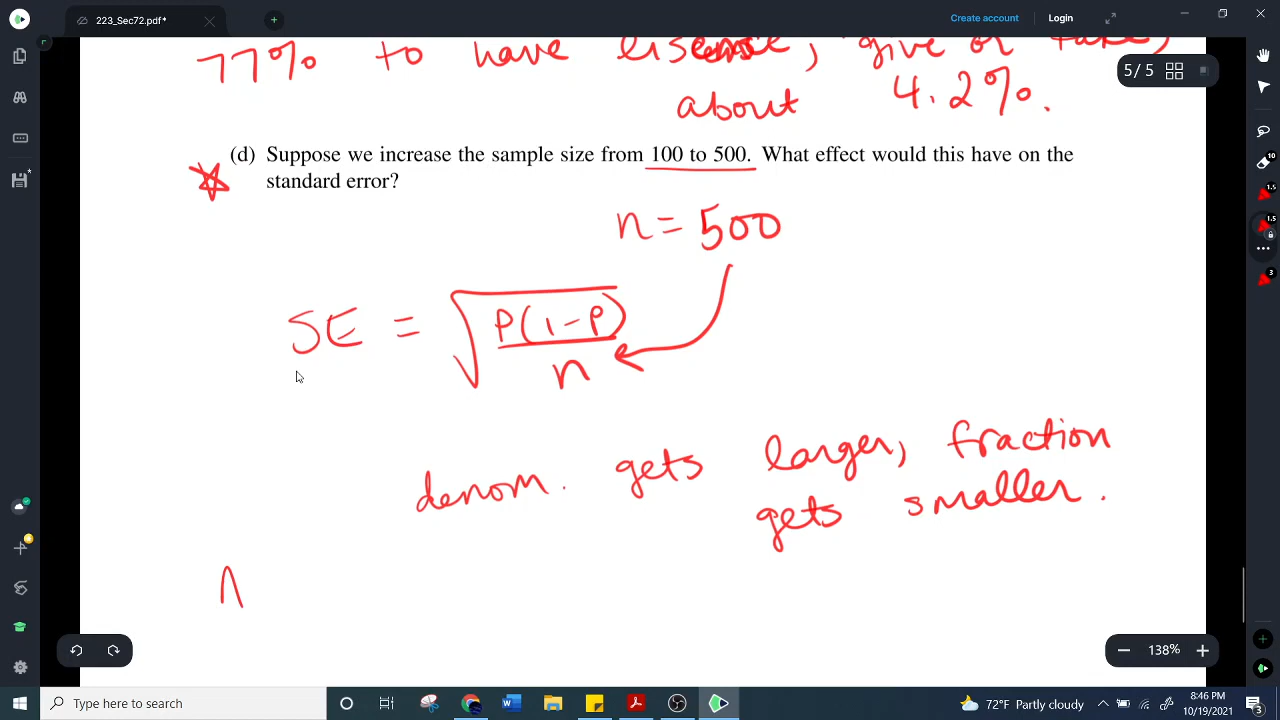 223_Sec72.pdf*
Create account
Login
77% to have license, give or take,
about 4.2%.
5 / 5
(d) Suppose we increase the sample size from 100 to 500. What effect would this have on the
standard error?
n = 500
SE = √ P(1-P)
n
denom. gets larger, fraction
gets smaller.
138%
Type here to search
72°F Partly cloudy
8:46 PM
10/19/2021